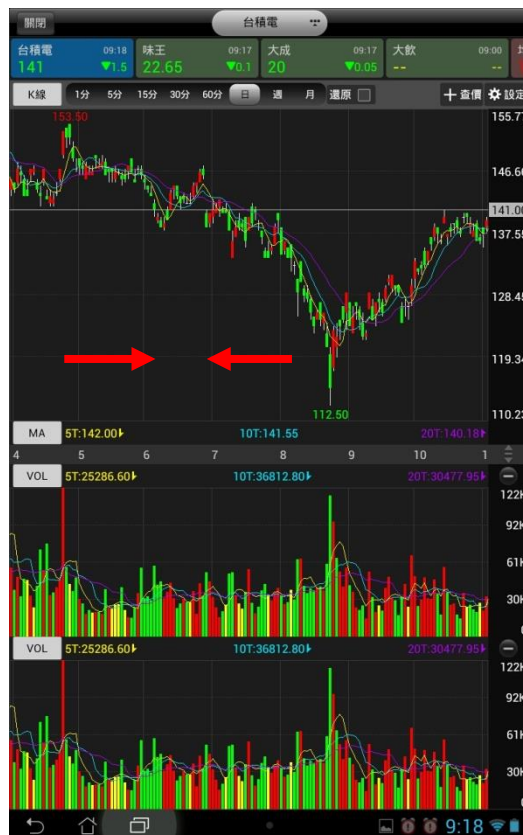 關閉 台積電
台積電 09:18 味王 09:17 大成 09:17 大飲 09:00
141 ▼1.5 22.65 ▼0.1 20 ▼0.05 -- --
K線 1分 5分 15分 30分 60分 日 週 月 還原 ＋查價 設定
153.50
155.77
146.66
141.00
137.55
128.45
119.34
112.50
110.23
MA 5T:142.00 10T:141.55 20T:140.18
4 5 6 7 8 9 10 1
VOL 5T:25286.60 10T:36812.80 20T:30477.95
122K
92K
61K
30K
0
VOL 5T:25286.60 10T:36812.80 20T:30477.95
122K
92K
61K
30K
9:18